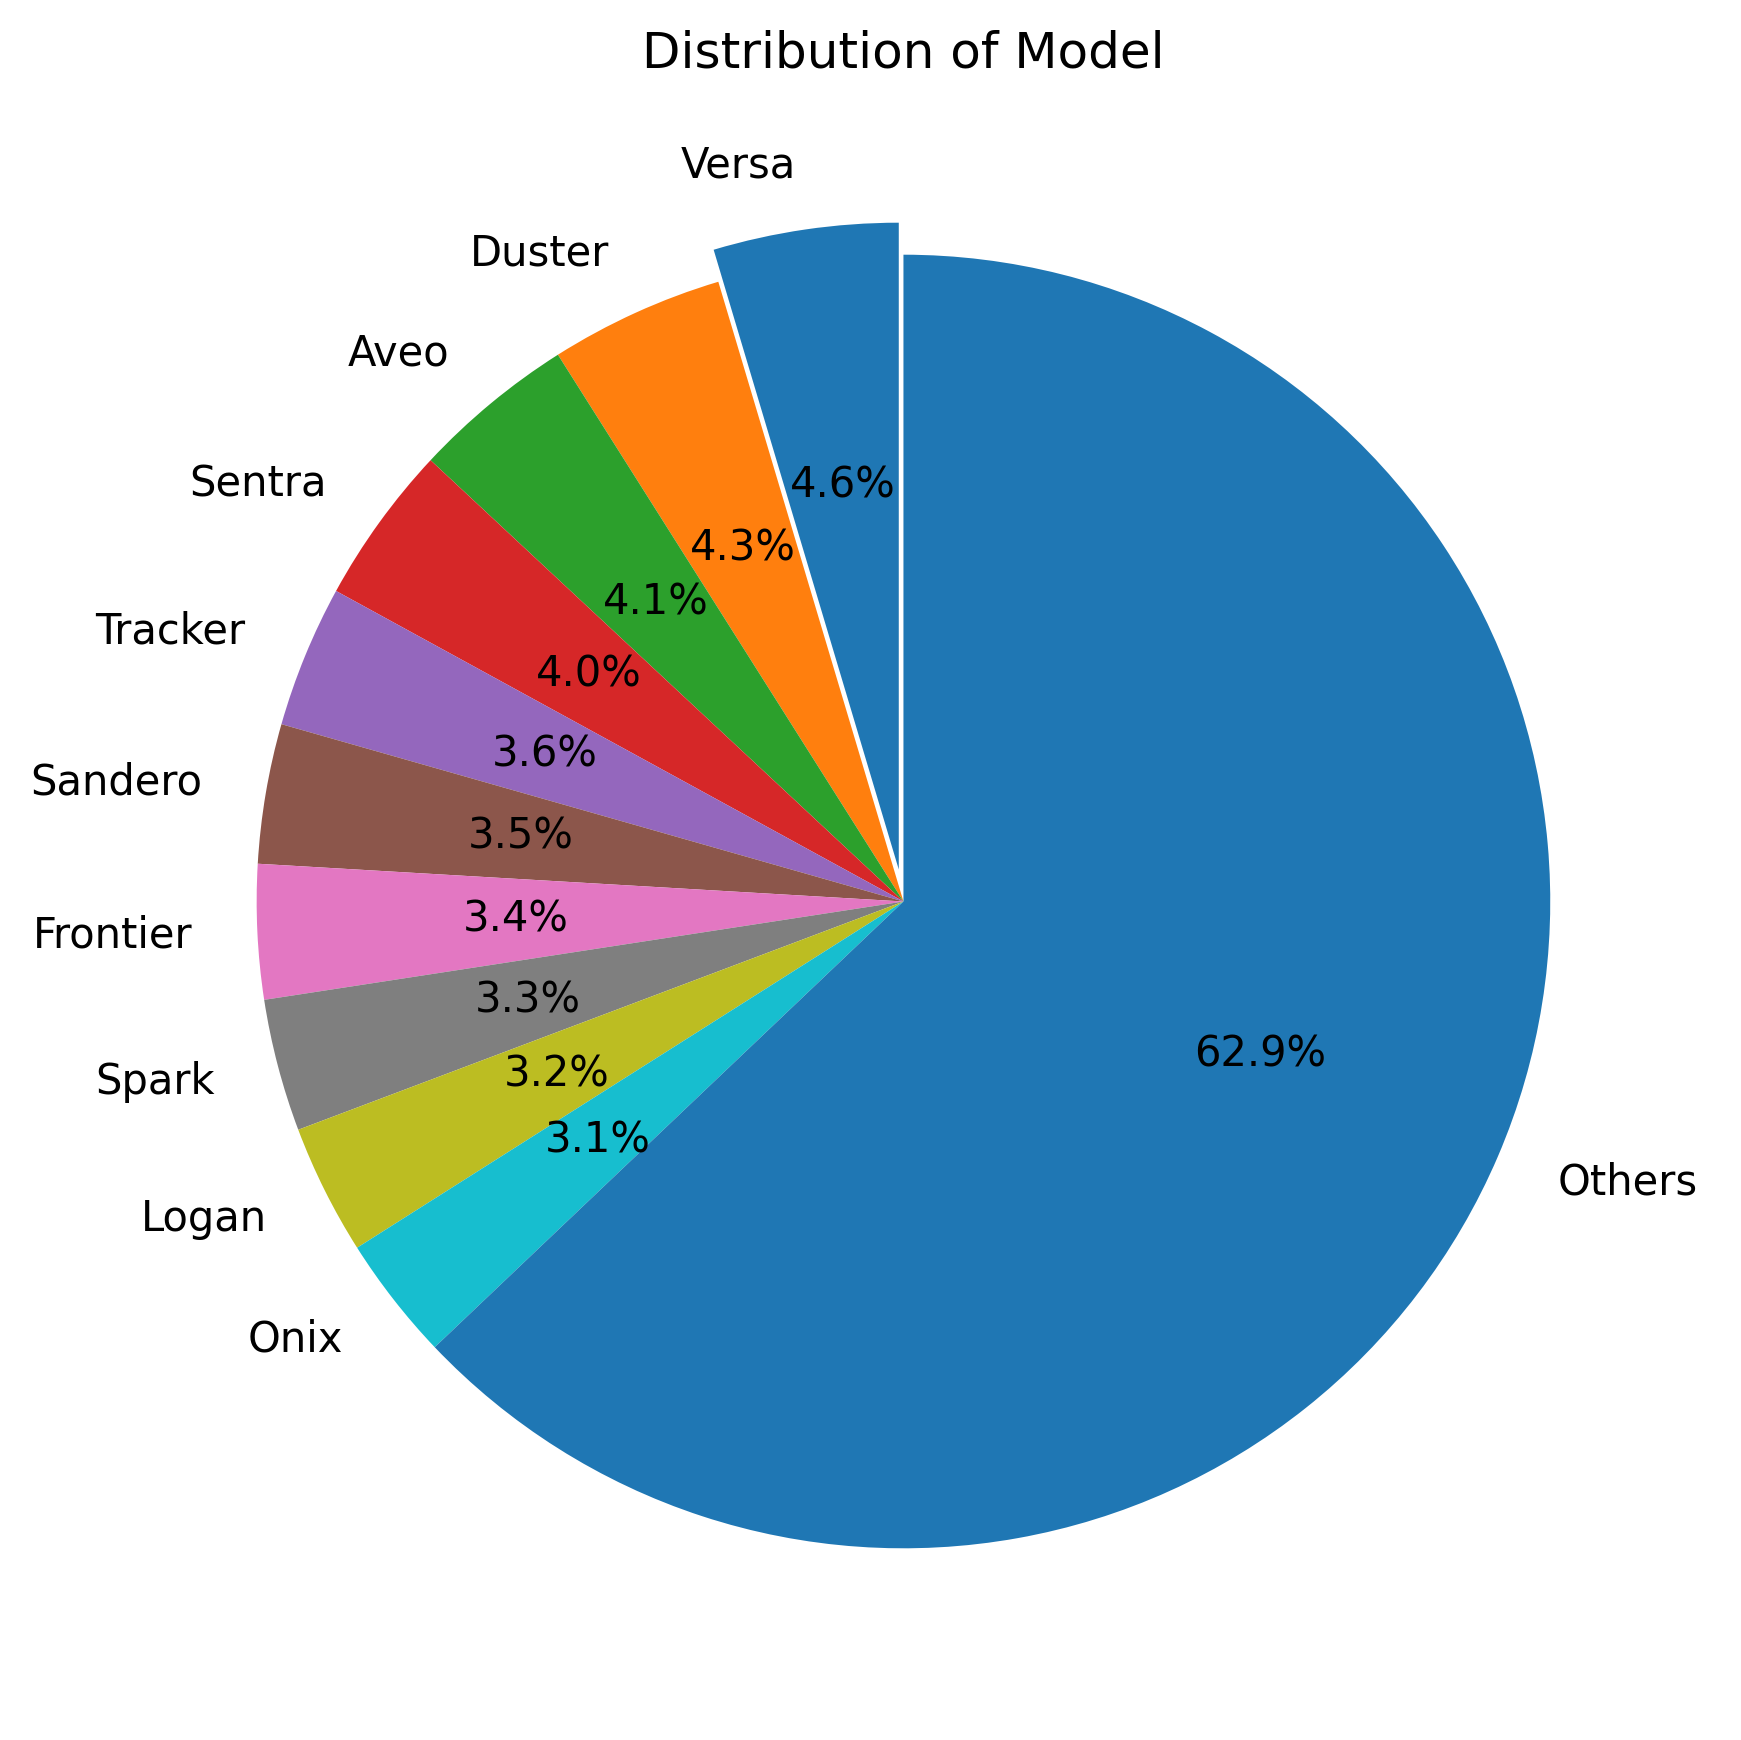 Distribution of Model
Versa
Duster
Aveo
Sentra
Tracker
Sandero
Frontier
Spark
Logan
Onix
Others
4.6%
4.3%
4.1%
4.0%
3.6%
3.5%
3.4%
3.3%
3.2%
3.1%
62.9%